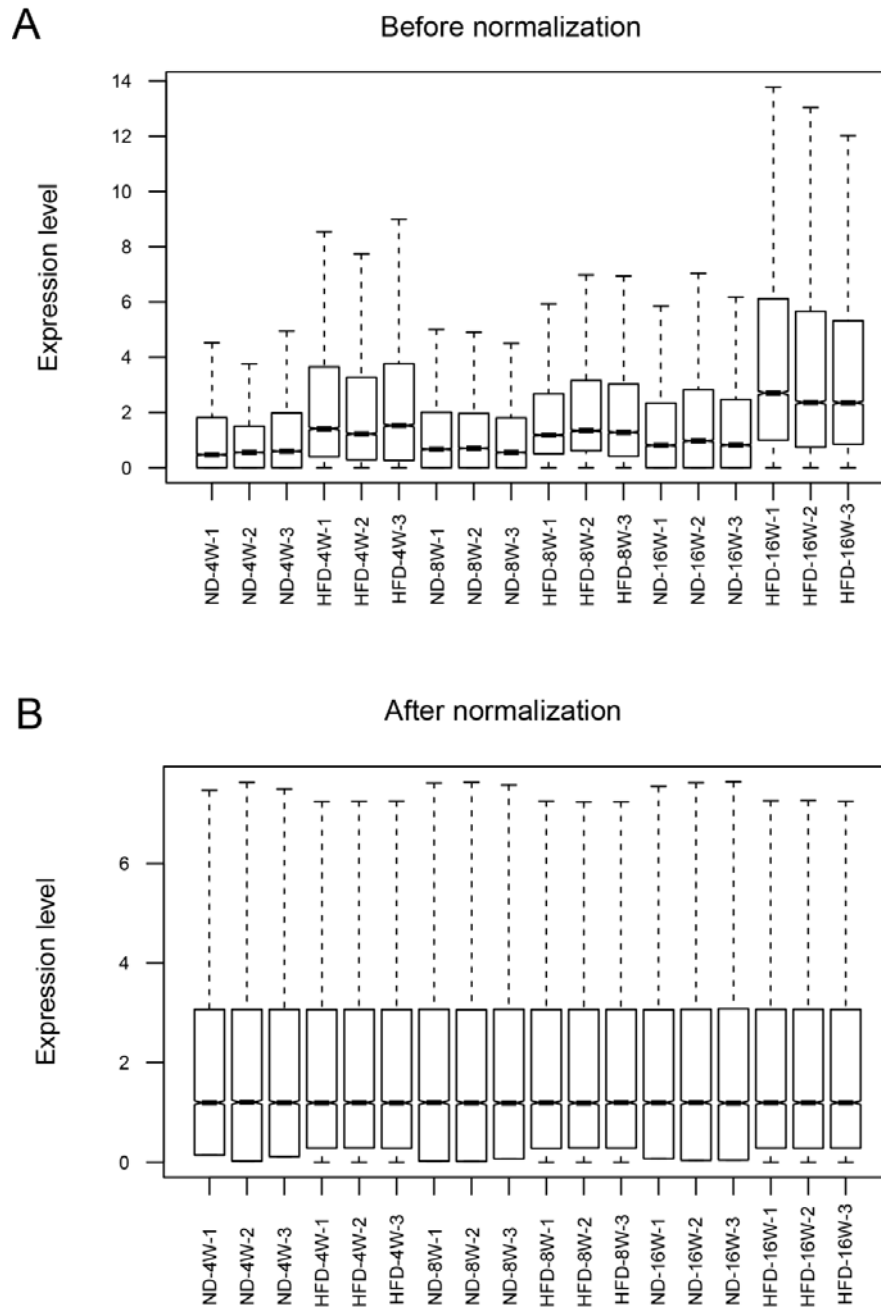 A
Before normalization
Expression level
14
12
10
8
6
4
2
0
ND-4W-1
ND-4W-2
ND-4W-3
HFD-4W-1
HFD-4W-2
HFD-4W-3
ND-8W-1
ND-8W-2
ND-8W-3
HFD-8W-1
HFD-8W-2
HFD-8W-3
ND-16W-1
ND-16W-2
ND-16W-3
HFD-16W-1
HFD-16W-2
HFD-16W-3
B
After normalization
Expression level
6
4
2
0
ND-4W-1
ND-4W-2
ND-4W-3
HFD-4W-1
HFD-4W-2
HFD-4W-3
ND-8W-1
ND-8W-2
ND-8W-3
HFD-8W-1
HFD-8W-2
HFD-8W-3
ND-16W-1
ND-16W-2
ND-16W-3
HFD-16W-1
HFD-16W-2
HFD-16W-3